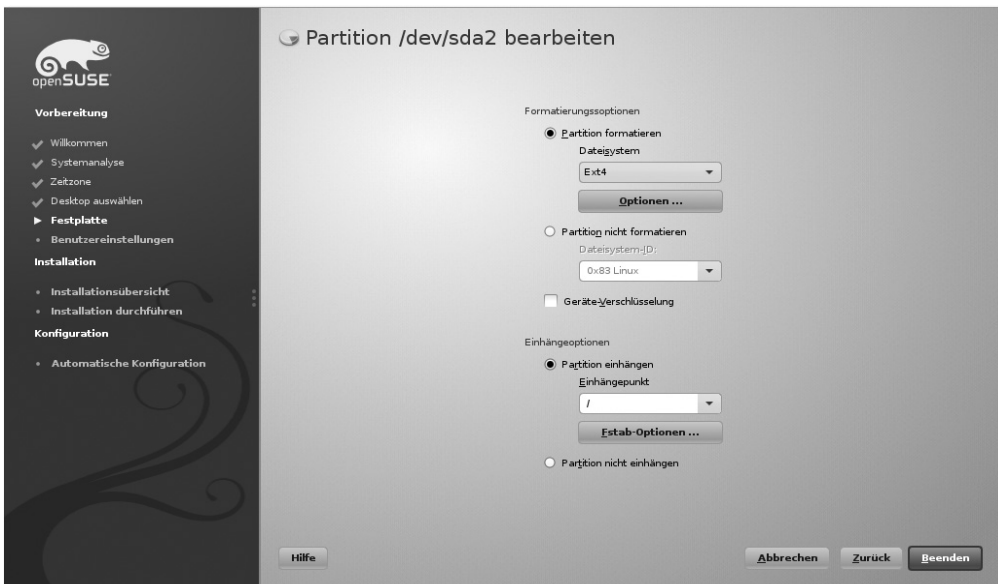 openSUSE
Vorbereitung
Willkommen
Systemanalyse
Zeitzone
Desktop auswählen
Festplatte
Benutzereinstellungen
Installation
Installationsübersicht
Installation durchführen
Konfiguration
Automatische Konfiguration
Partition /dev/sda2 bearbeiten
Formatierungsoptionen
Partition formatieren
Dateisystem
Ext4
Optionen ...
Partition nicht formatieren
Dateisystem-ID:
0x83 Linux
Geräte-Verschlüsselung
Einhängeoptionen
Partition einhängen
Einhängepunkt
/
Fstab-Optionen ...
Partition nicht einhängen
Hilfe
Abbrechen
Zurück
Beenden